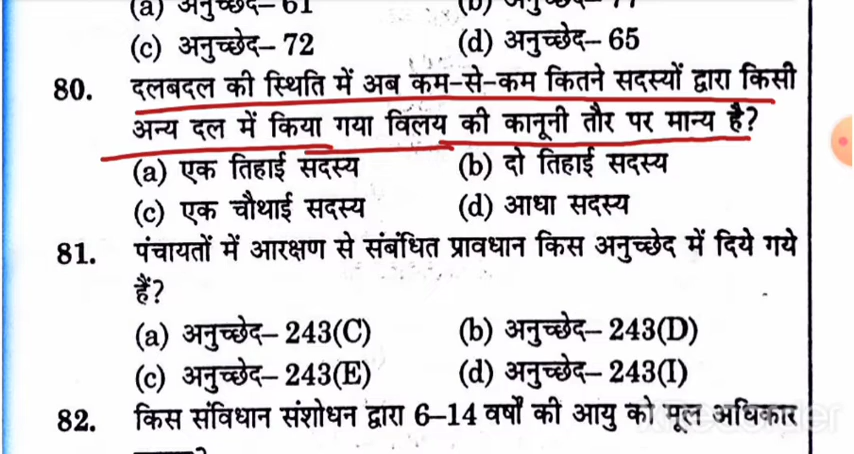 (a) अनुच्छेद– 61
(c) अनुच्छेद– 72 (d) अनुच्छेद– 65
80. दलबदल की स्थिति में अब कम-से-कम कितने सदस्यों द्वारा किसी
अन्य दल में किया गया विलय की कानूनी तौर पर मान्य है?
(a) एक तिहाई सदस्य (b) दो तिहाई सदस्य
(c) एक चौथाई सदस्य (d) आधा सदस्य
81. पंचायतों में आरक्षण से संबंधित प्रावधान किस अनुच्छेद में दिये गये
हैं?
(a) अनुच्छेद– 243(C) (b) अनुच्छेद– 243(D)
(c) अनुच्छेद– 243(E) (d) अनुच्छेद– 243(I)
82. किस संविधान संशोधन द्वारा 6–14 वर्षों की आयु को मूल अधिकार